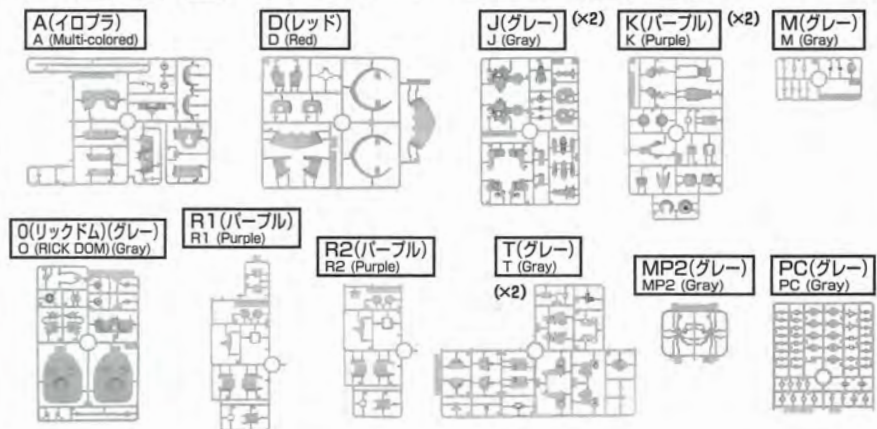 A(イロプラ)
A (Multi-colored)
D(レッド)
D (Red)
J(グレー)
J (Gray)
(×2)
K(パープル)
K (Purple)
(×2)
M(グレー)
M (Gray)
O(リックドム)(グレー)
O (RICK DOM)(Gray)
R1(パープル)
R1 (Purple)
R2(パープル)
R2 (Purple)
T(グレー)
T (Gray)
(×2)
MP2(グレー)
MP2 (Gray)
PC(グレー)
PC (Gray)